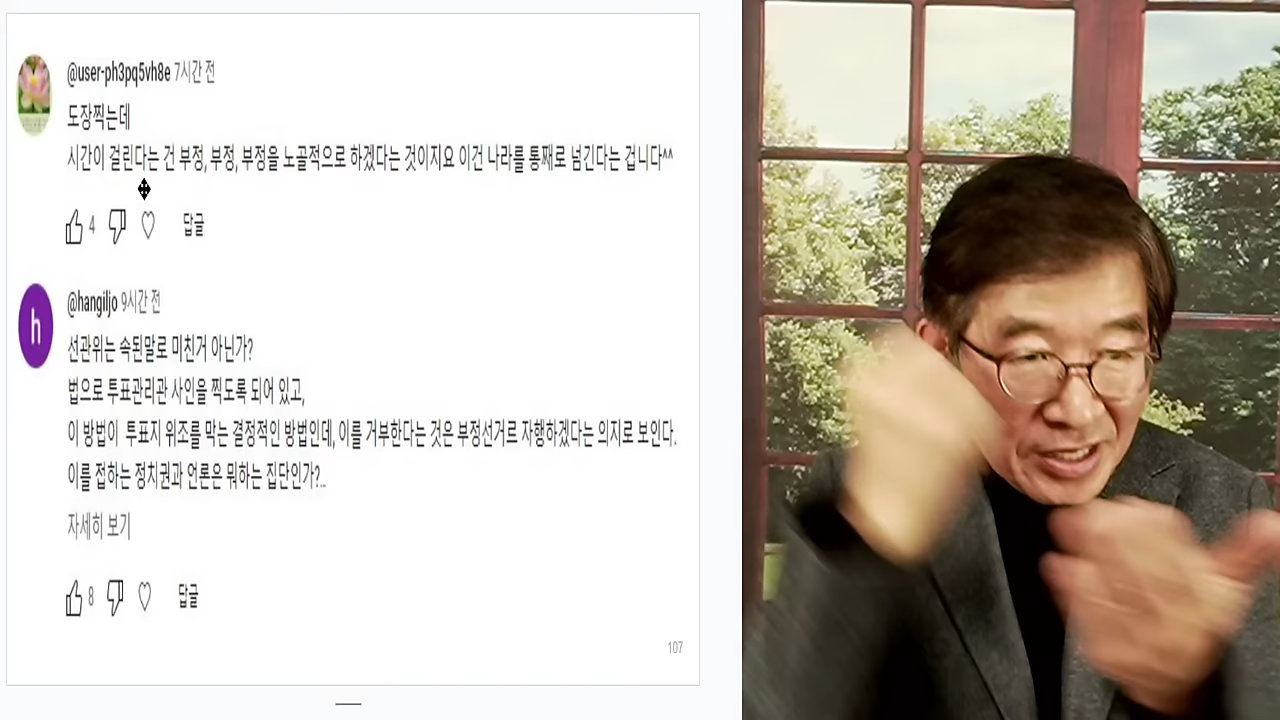 @user-ph3pq5vh8e 7시간 전
도장찍는데
시간이 걸린다는 건 부정, 부정, 부정을 노골적으로 하겠다는 것이지요 이건 나라를 통째로 넘긴다는 겁니다^^
4 답글
h
@hangiljo 9시간 전
선관위는 속된말로 미친거 아닌가?
법으로 투표관리관 사인을 찍도록 되어 있고,
이 방법이 투표지 위조를 막는 결정적인 방법인데, 이를 거부한다는 것은 부정선거르 자행하겠다는 의지로 보인다.
이를 접하는 정치권과 언론은 뭐하는 집단인가?...
자세히 보기
8 답글
107